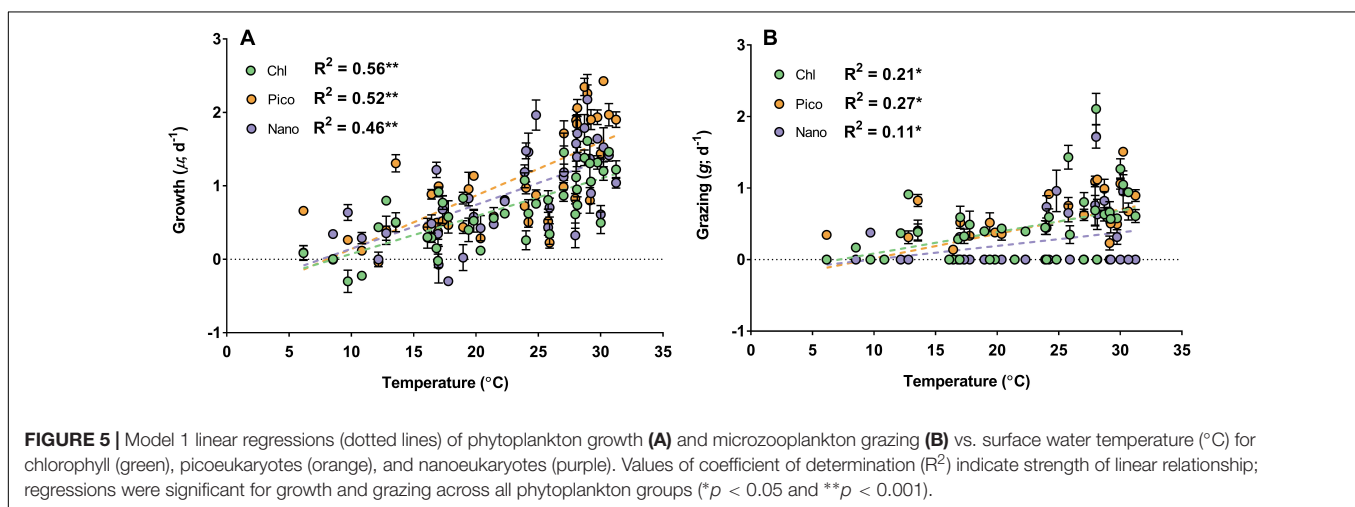 A
Chl R² = 0.56**
Pico R² = 0.52**
Nano R² = 0.46**
3
2
1
0
-1
Growth (μ; d⁻¹)
0 5 10 15 20 25 30 35
Temperature (°C)
B
Chl R² = 0.21*
Pico R² = 0.27*
Nano R² = 0.11*
3
2
1
0
-1
Grazing (g; d⁻¹)
0 5 10 15 20 25 30 35
Temperature (°C)
FIGURE 5 | Model 1 linear regressions (dotted lines) of phytoplankton growth (A) and microzooplankton grazing (B) vs. surface water temperature (°C) for
chlorophyll (green), picoeukaryotes (orange), and nanoeukaryotes (purple). Values of coefficient of determination (R²) indicate strength of linear relationship;
regressions were significant for growth and grazing across all phytoplankton groups (*p < 0.05 and **p < 0.001).